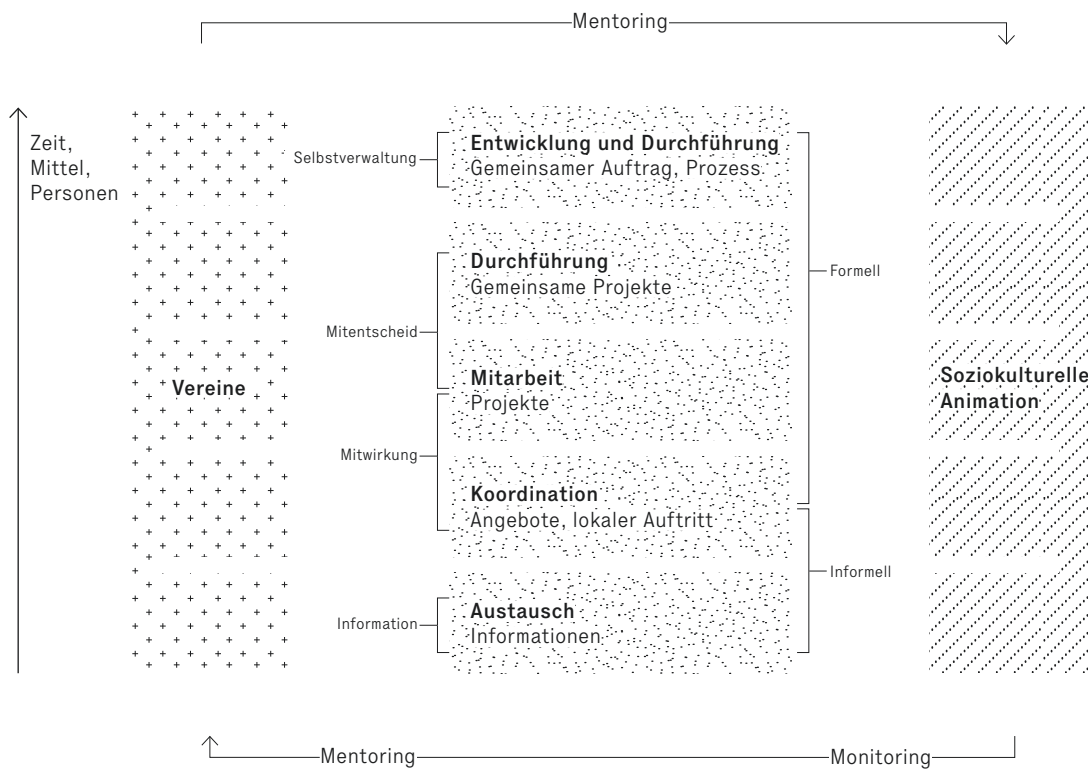 Mentoring
Zeit,
Mittel,
Personen
Selbstverwaltung
Entwicklung und Durchführung
Gemeinsamer Auftrag, Prozess
Durchführung
Gemeinsame Projekte
Formell
Mitentscheid
Vereine
Mitarbeit
Projekte
Soziokulturelle
Animation
Mitwirkung
Koordination
Angebote, lokaler Auftritt
Informell
Information
Austausch
Informationen
Mentoring
Monitoring